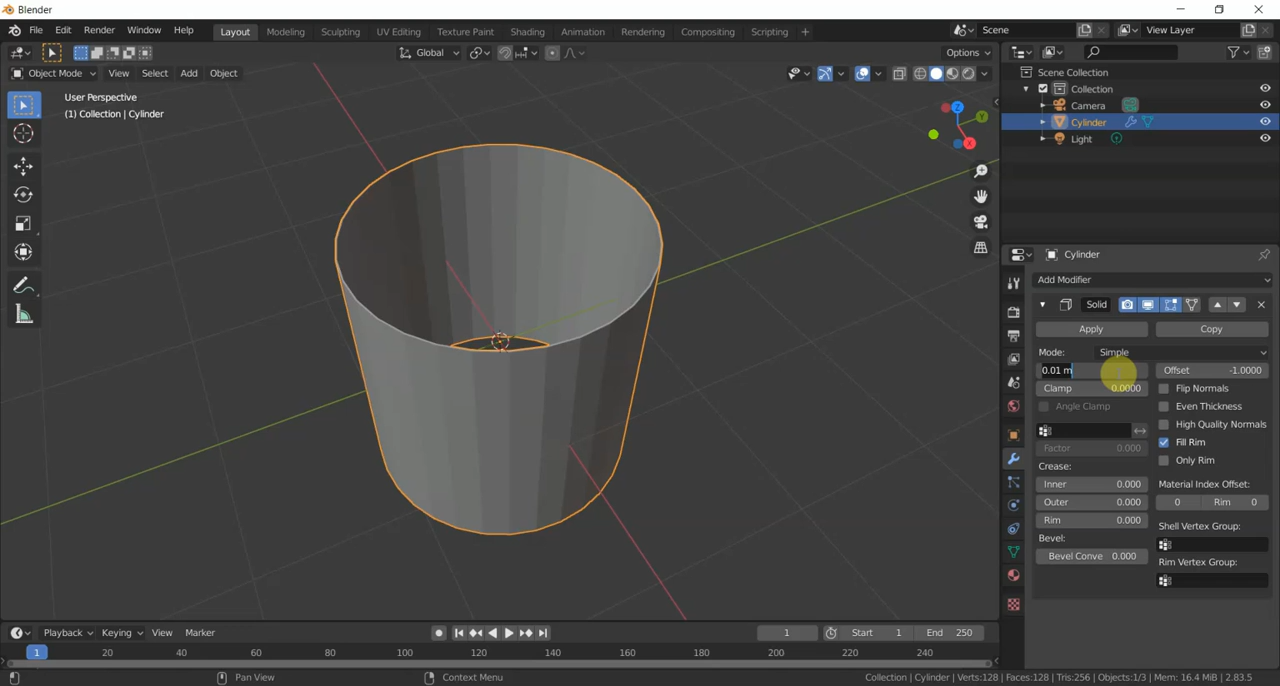 Blender
File Edit Render Window Help Layout Modeling Sculpting UV Editing Texture Paint Shading Animation Rendering Compositing Scripting + Scene View Layer
Global Options
Object Mode View Select Add Object
User Perspective
(1) Collection | Cylinder
Z
Y
X
Scene Collection
Collection
Camera
Cylinder
Light
Cylinder
Add Modifier
Solid
Apply Copy
Mode: Simple
0.01 m Offset -1.0000
Clamp 0.0000 Flip Normals
Angle Clamp Even Thickness
High Quality Normals
Factor 0.000 Fill Rim
Crease: Only Rim
Inner 0.000 Material Index Offset:
Outer 0.000 0 Rim 0
Rim 0.000 Shell Vertex Group:
Bevel:
Bevel Conve 0.000 Rim Vertex Group:
Playback Keying View Marker 1 Start 1 End 250
1 20 40 60 80 100 120 140 160 180 200 220 240
Pan View Context Menu Collection | Cylinder | Verts:128 | Faces:128 | Tris:256 | Objects:1/3 | Mem: 16.4 MiB | 2.83.5